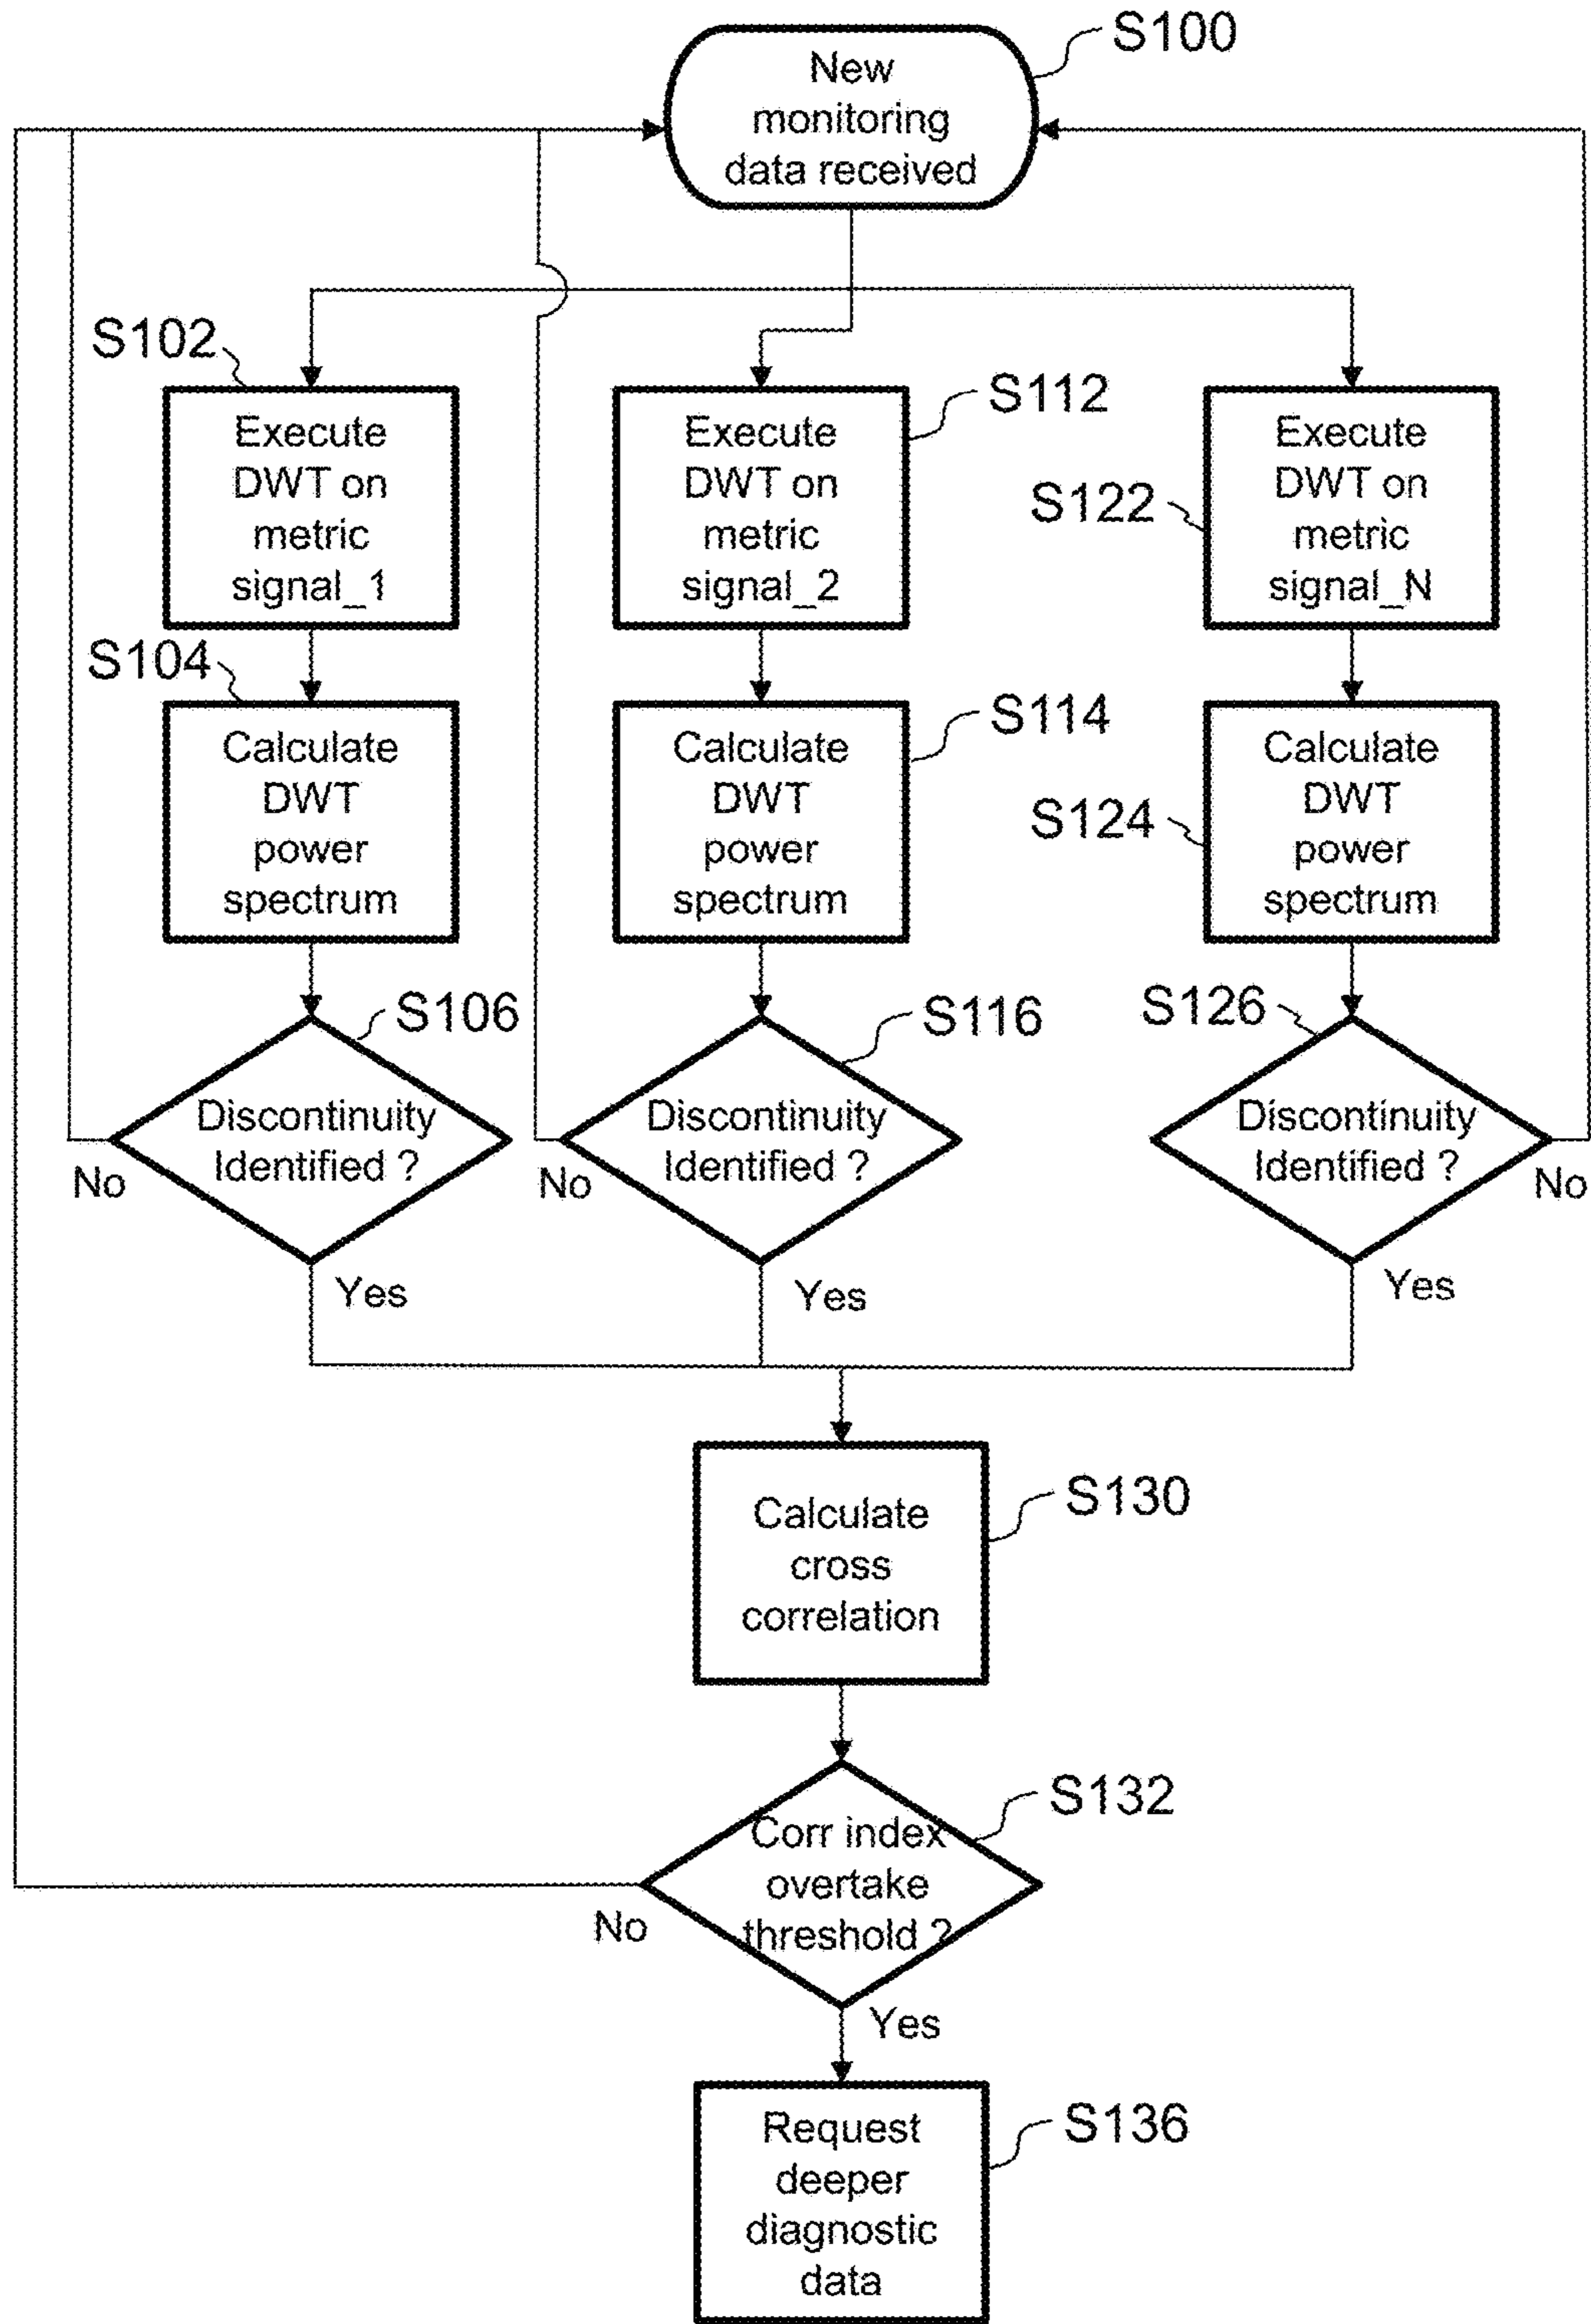 S100
New
monitoring
data received
S102
Execute
DWT on
metric
signal_1
S112
Execute
DWT on
metric
signal_2
S122
Execute
DWT on
metric
signal_N
S104
Calculate
DWT
power
spectrum
S114
Calculate
DWT
power
spectrum
S124
Calculate
DWT
power
spectrum
S106
Discontinuity
Identified ?
No
Yes
S116
Discontinuity
Identified ?
No
Yes
S126
Discontinuity
Identified ?
No
Yes
S130
Calculate
cross
correlation
S132
Corr index
overtake
threshold ?
No
Yes
S136
Request
deeper
diagnostic
data